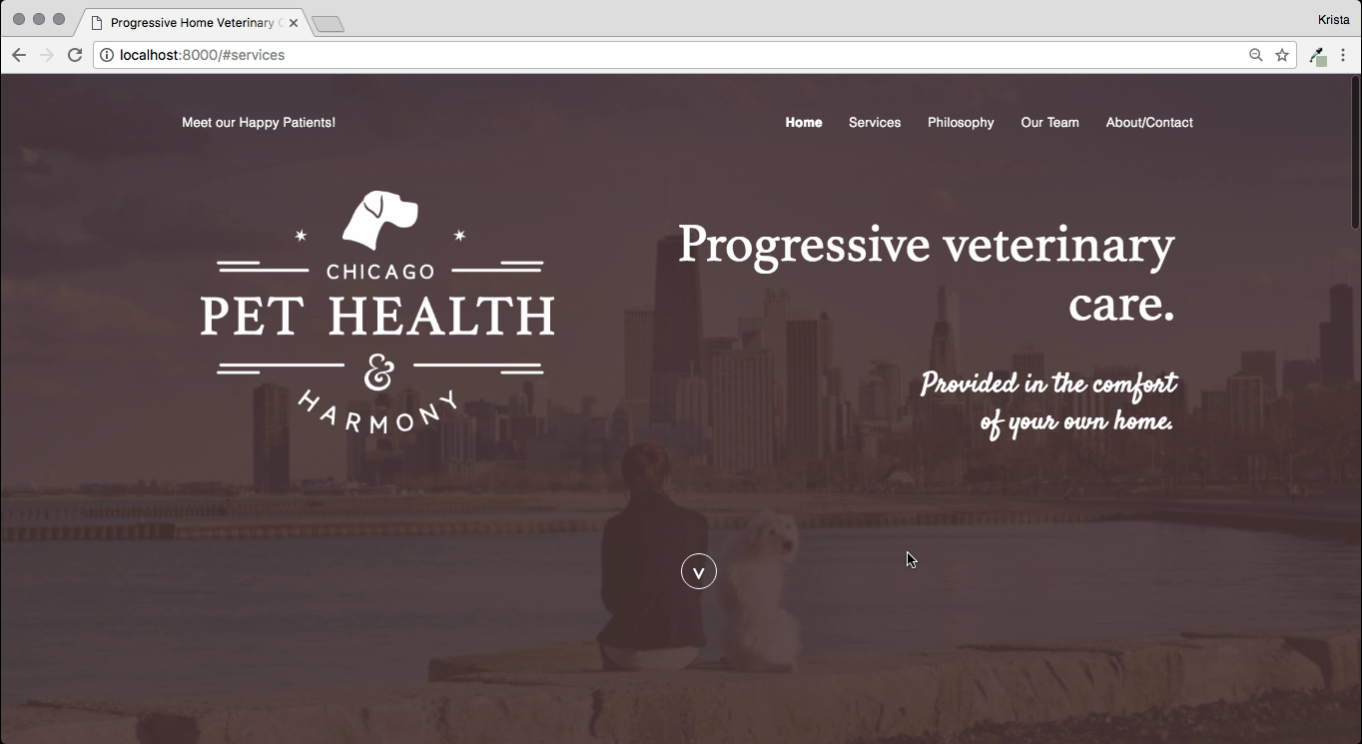 Progressive Home Veterinary
Krista
localhost:8000/#services
Meet our Happy Patients!
Home Services Philosophy Our Team About/Contact
CHICAGO
PET HEALTH
&
HARMONY
Progressive veterinary
care.
Provided in the comfort
of your own home.